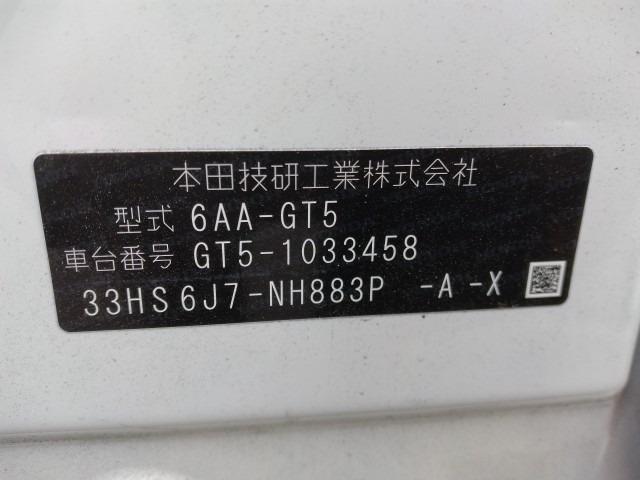 本田技研工業株式会社
型式 6AA-GT5
車台番号 GT5-1033458
33HS6J7-NH883P -A -X